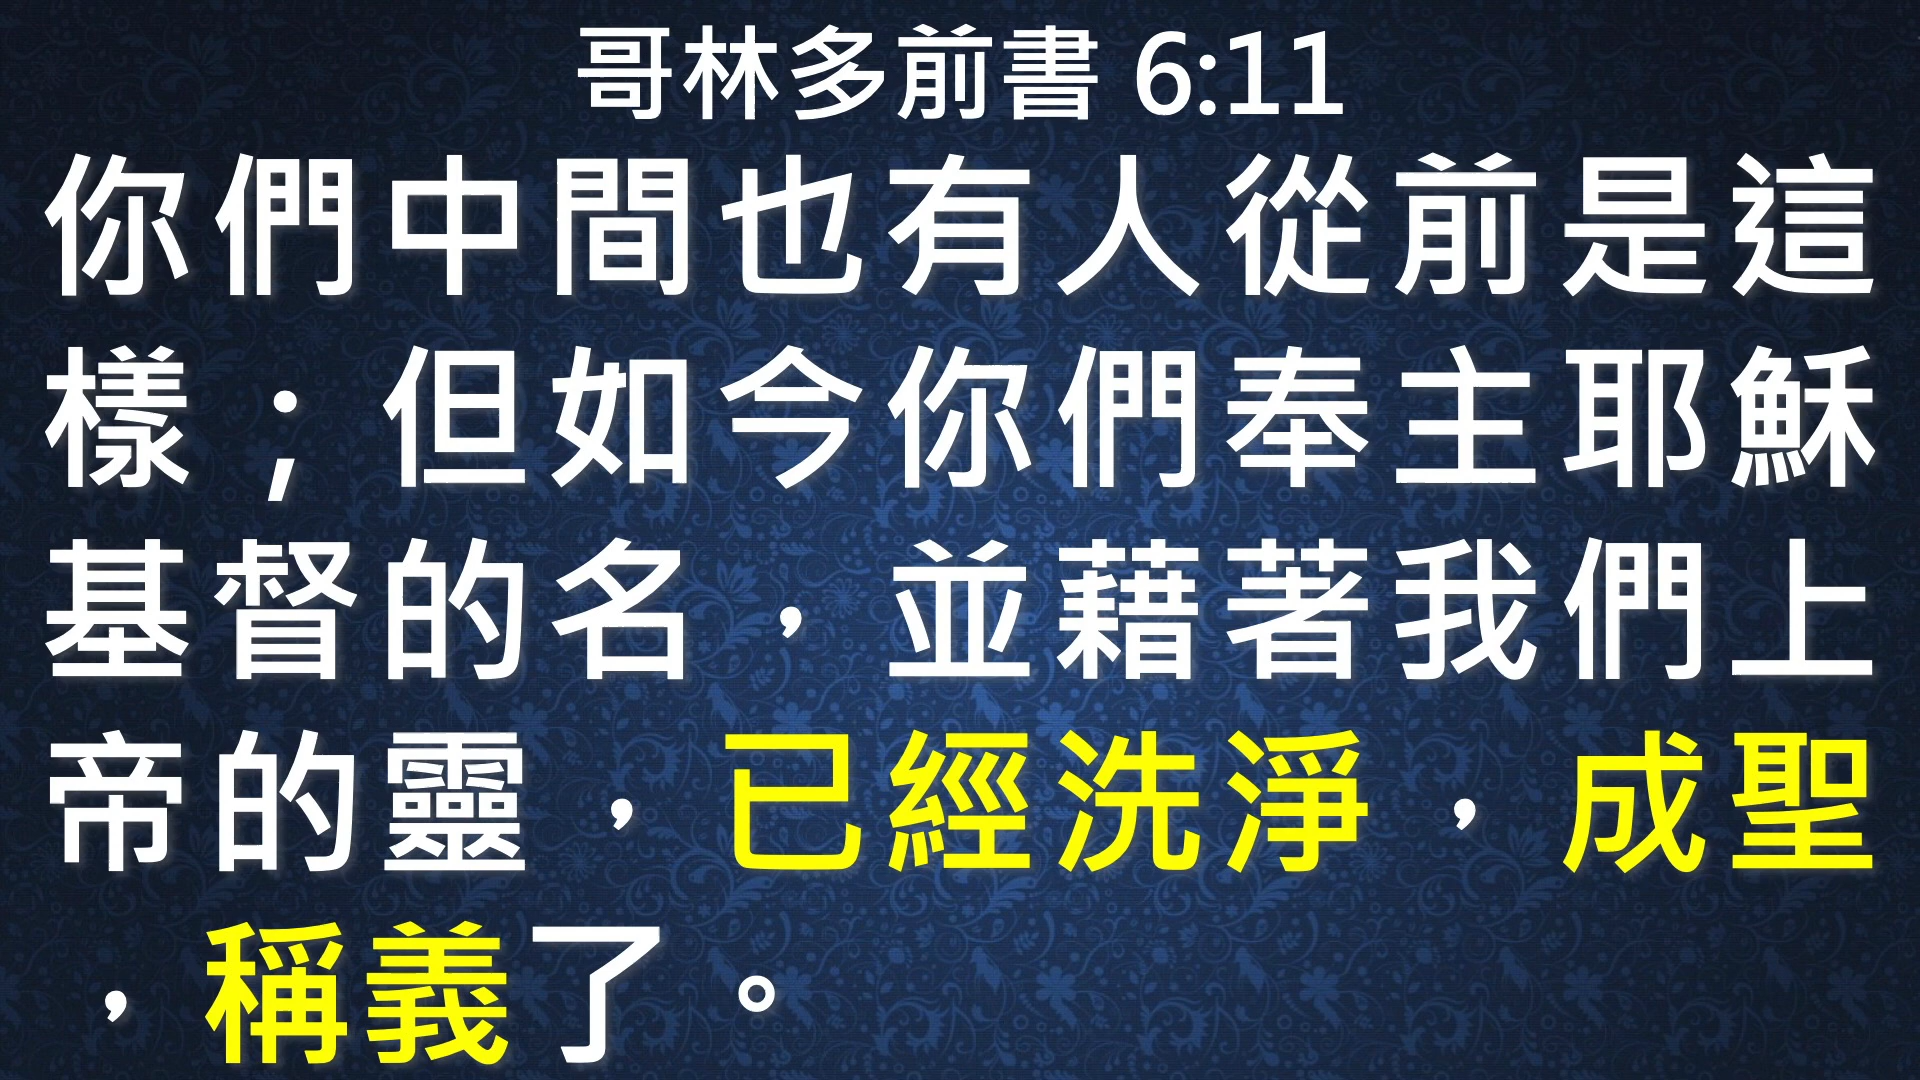 哥林多前書 6:11
你們中間也有人從前是這
樣；但如今你們奉主耶穌
基督的名，並藉著我們上
帝的靈，已經洗淨，成聖
，稱義了。